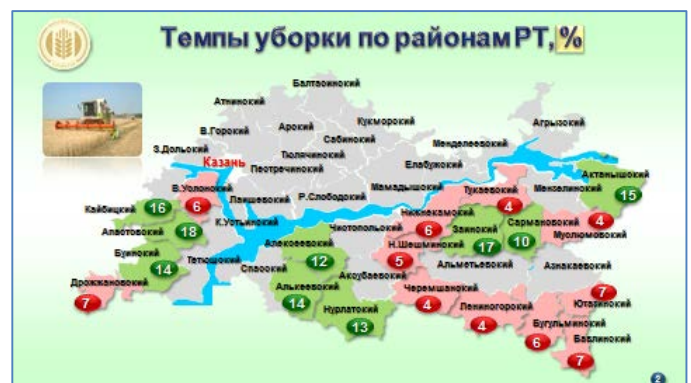 Темпы уборки по районам РТ, %
Балтасинский
Атнинский
Кукморский
Агрызский
В.Горский
Арский
Сабинский
Менделеевский
З.Дольский
Тюлячинский
Казань
Пестречинский
Елабужский
Актанышский
15
В.Услонский
6
Мамадышский
Тукаевский
4
Мензелинский
Кайбицкий
16
Лаишевский
Р.Слободский
Нижнекамский
6
Апастовский
18
К.Устьинский
Чистопольский
Заинский
17
Сармановский
10
4
Муслюмовский
Буинский
14
Алексеевский
12
Н.Шешминский
5
Тетюшский
Спасский
Аксубаевский
Альметьевский
Азнакаевский
Дрожжановский
7
Алькеевский
14
Черемшанский
4
7
Ютазинский
Нурлатский
13
Лениногорский
4
Бугульминский
6
Бавлинский
7
2